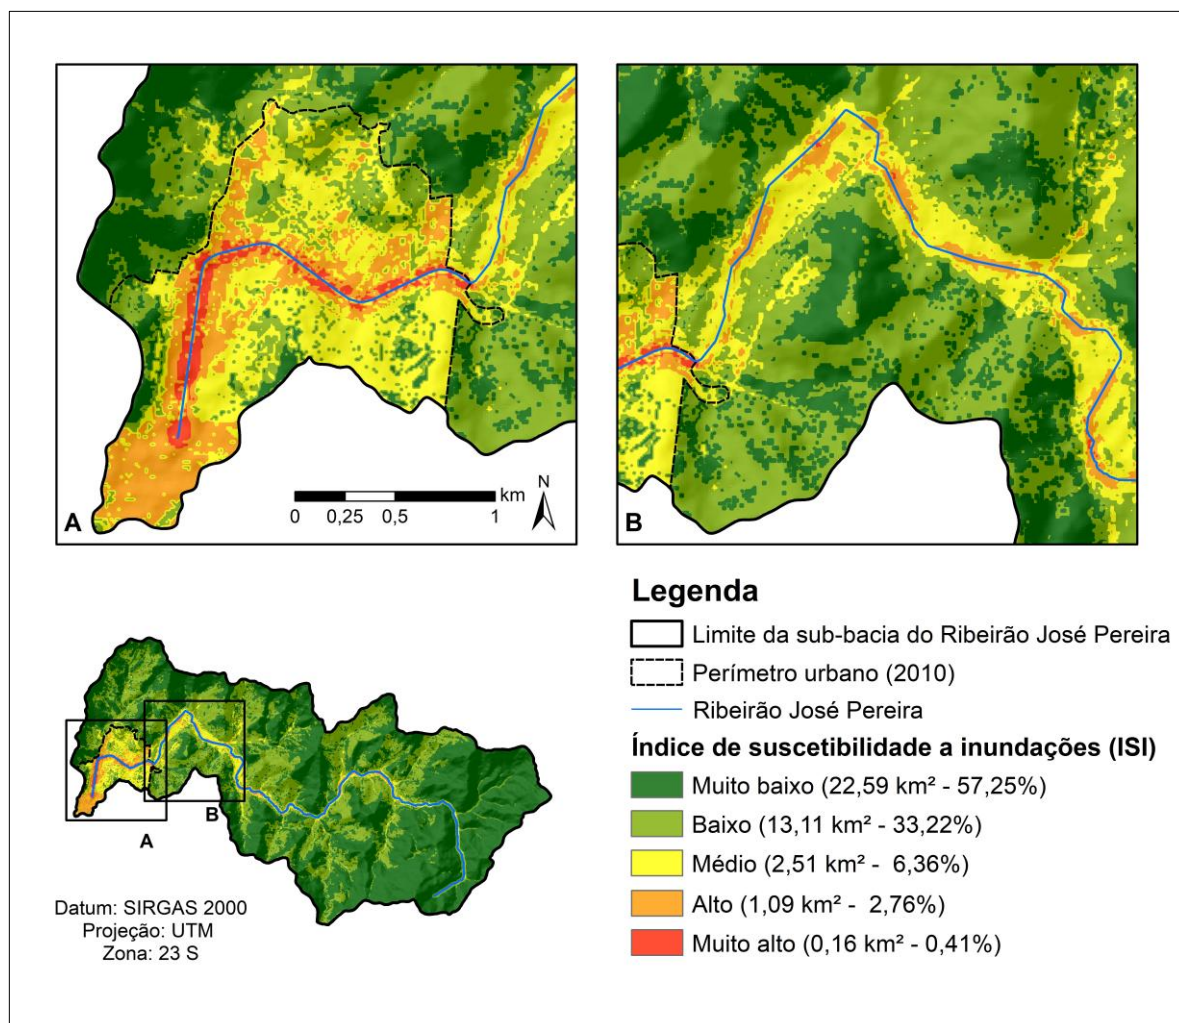 A
km
0 0,25 0,5 1
N
B
A
B
Datum: SIRGAS 2000
Projeção: UTM
Zona: 23 S
Legenda
Limite da sub-bacia do Ribeirão José Pereira
Perímetro urbano (2010)
Ribeirão José Pereira
Índice de suscetibilidade a inundações (ISI)
Muito baixo (22,59 km² - 57,25%)
Baixo (13,11 km² - 33,22%)
Médio (2,51 km² - 6,36%)
Alto (1,09 km² - 2,76%)
Muito alto (0,16 km² - 0,41%)